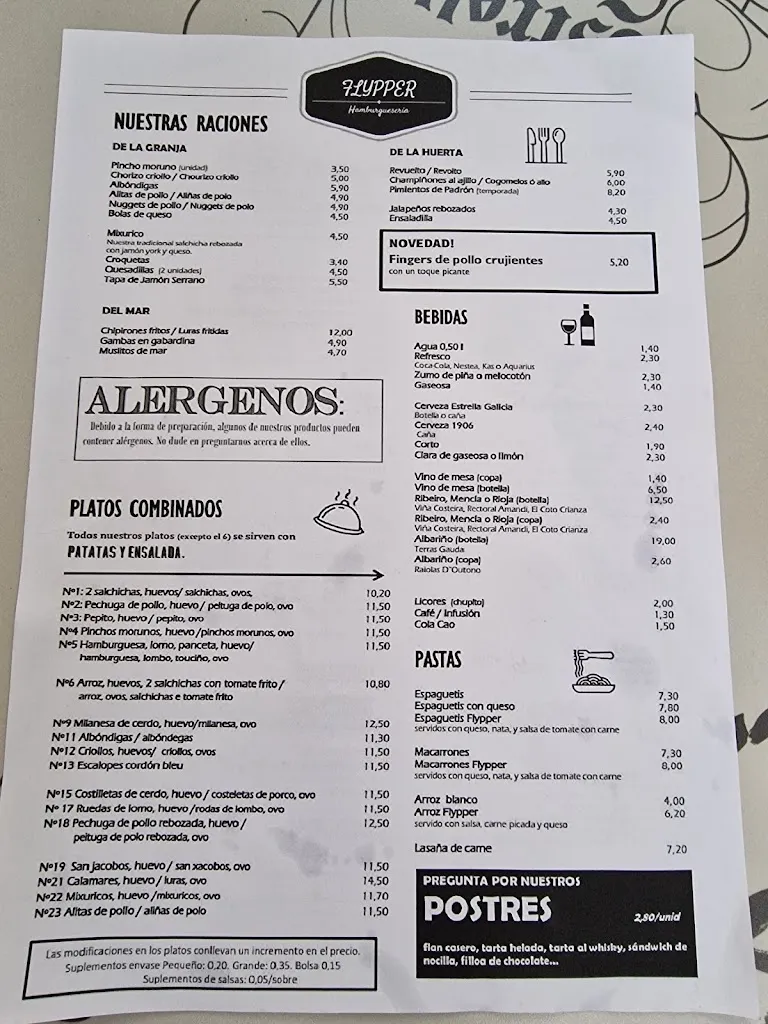 FLYPPER
Hamburguesería
NUESTRAS RACIONES
DE LA GRANJA
Pincho moruno (unidad) 3,50
Chorizo criollo / Chourizo criollo 5,00
Albóndigas 5,90
Alitas de pollo / Aliñas de polo 4,90
Nuggets de pollo / Nuggets de polo 4,90
Bolas de queso 4,50
Mixurico 4,50
Nuestra tradicional salchicha rebozada
con jamón york y queso.
Croquetas 3,40
Quesadillas (2 unidades) 4,50
Tapa de Jamón Serrano 5,50
DEL MAR
Chipirones fritos / Luras fritidas 12,00
Gambas en gabardina 4,90
Muslitos de mar 4,70
ALERGENOS:
Debido a la forma de preparación, algunos de nuestros productos pueden
contener alérgenos. No dude en preguntarnos acerca de ellos.
PLATOS COMBINADOS
Todos nuestros platos (excepto el 6) se sirven con
PATATAS Y ENSALADA.
Nº1: 2 salchichas, huevos/ salchichas, ovos, 10,20
Nº2: Pechuga de pollo, huevo / peituga de polo, ovo 11,50
Nº3: Pepito, huevo / pepito, ovo 11,50
Nº4 Pinchos morunos, huevo /pinchos morunos, ovo 11,50
Nº5 Hamburguesa, lomo, panceta, huevo/ 11,50
hamburguesa, lombo, touciño, ovo
Nº6 Arroz, huevos, 2 salchichas con tomate frito / 10,80
arroz, ovos, salchichas e tomate frito
Nº9 Milanesa de cerdo, huevo/milanesa, ovo 12,50
Nº11 Albóndigas / albóndegas 11,30
Nº12 Criollos, huevos/ criollos, ovos 11,50
Nº13 Escalopes cordón bleu 11,50
Nº15 Costilletas de cerdo, huevo / costeletas de porco, ovo 11,50
Nº 17 Ruedas de lomo, huevo /rodas de lombo, ovo 11,50
Nº18 Pechuga de pollo rebozada, huevo / 12,50
peituga de polo rebozada, ovo
Nº19 San jacobos, huevo / san xacobos, ovo 11,50
Nº21 Calamares, huevo / luras, ovo 14,50
Nº22 Mixuricos, huevo /mixuricos, ovo 11,70
Nº23 Alitas de pollo / aliñas de polo 11,50
Las modificaciones en los platos conllevan un incremento en el precio.
Suplementos envase Pequeño: 0,20, Grande: 0,35. Bolsa 0,15
Suplementos de salsas: 0,05/sobre
DE LA HUERTA
Revuelto / Revolto 5,90
Champiñones al ajillo / Cogomelos ó allo 6,00
Pimientos de Padrón (temporada) 8,20
Jalapeños rebozados 4,30
Ensaladilla 4,50
NOVEDAD!
Fingers de pollo crujientes 5,20
con un toque picante
BEBIDAS
Agua 0,50 l 1,40
Refresco 2,30
Coca Cola, Nestea, Kas o Aquarius
Zumo de piña o melocotón 2,30
Gaseosa 1,40
Cerveza Estrella Galicia 2,30
Botella o caña
Cerveza 1906 2,40
Caña
Corto 1,90
Clara de gaseosa o limón 2,30
Vino de mesa (copa) 1,40
Vino de mesa (botella) 6,50
Ribeiro, Mencía o Rioja (botella) 12,50
Viña Costeira, Rectoral Amandi, El Coto Crianza
Ribeiro, Mencía o Rioja (copa) 2,40
Viña Costeira, Rectoral Amandi, El Coto Crianza
Albariño (botella) 19,00
Terras Gauda
Albariño (copa) 2,60
Raiolas D'Outono
Licores (chupito) 2,00
Café / Infusión 1,30
Cola Cao 1,50
PASTAS
Espaguetis 7,30
Espaguetis con queso 7,80
Espaguetis Flypper 8,00
servidos con queso, nata, y salsa de tomate con carne
Macarrones 7,30
Macarrones Flypper 8,00
servidos con queso, nata, y salsa de tomate con carne
Arroz blanco 4,00
Arroz Flypper 6,20
servido con salsa, carne picada y queso
Lasaña de carne 7,20
PREGUNTA POR NUESTROS
POSTRES 2,80/unid
flan casero, tarta helada, tarta al whisky, sándwich de
nocilla, filloa de chocolate...